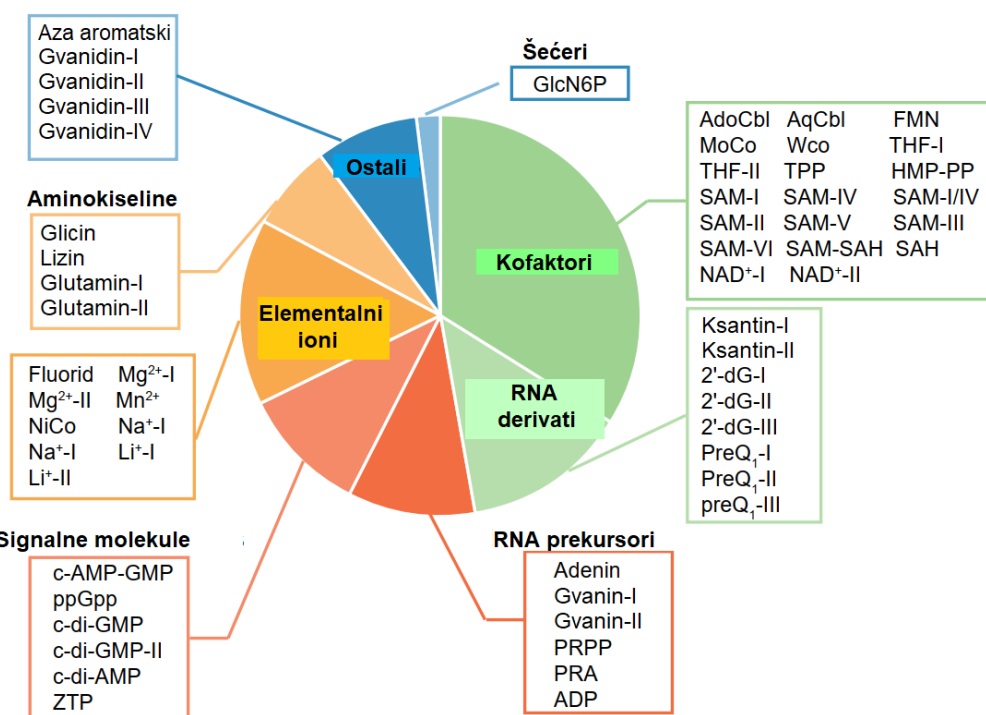 Aza aromatski
Gvanidin-I
Gvanidin-II
Gvanidin-III
Gvanidin-IV
Šećeri
GlcN6P
Ostali
AdoCbl AqCbl FMN
MoCo Wco THF-I
THF-II TPP HMP-PP
SAM-I SAM-IV SAM-I/IV
SAM-II SAM-V SAM-III
SAM-VI SAM-SAH SAH
NAD⁺-I NAD⁺-II
Kofaktori
Aminokiseline
Glicin
Lizin
Glutamin-I
Glutamin-II
Elementalni
ioni
Fluorid Mg²⁺-I
Mg²⁺-II Mn²⁺
NiCo Na⁺-I
Na⁺-I Li⁺-I
Li⁺-II
RNA
derivati
Ksantin-I
Ksantin-II
2'-dG-I
2'-dG-II
2'-dG-III
PreQ₁-I
PreQ₁-II
preQ₁-III
Signalne molekule
c-AMP-GMP
ppGpp
c-di-GMP
c-di-GMP-II
c-di-AMP
ZTP
RNA prekursori
Adenin
Gvanin-I
Gvanin-II
PRPP
PRA
ADP